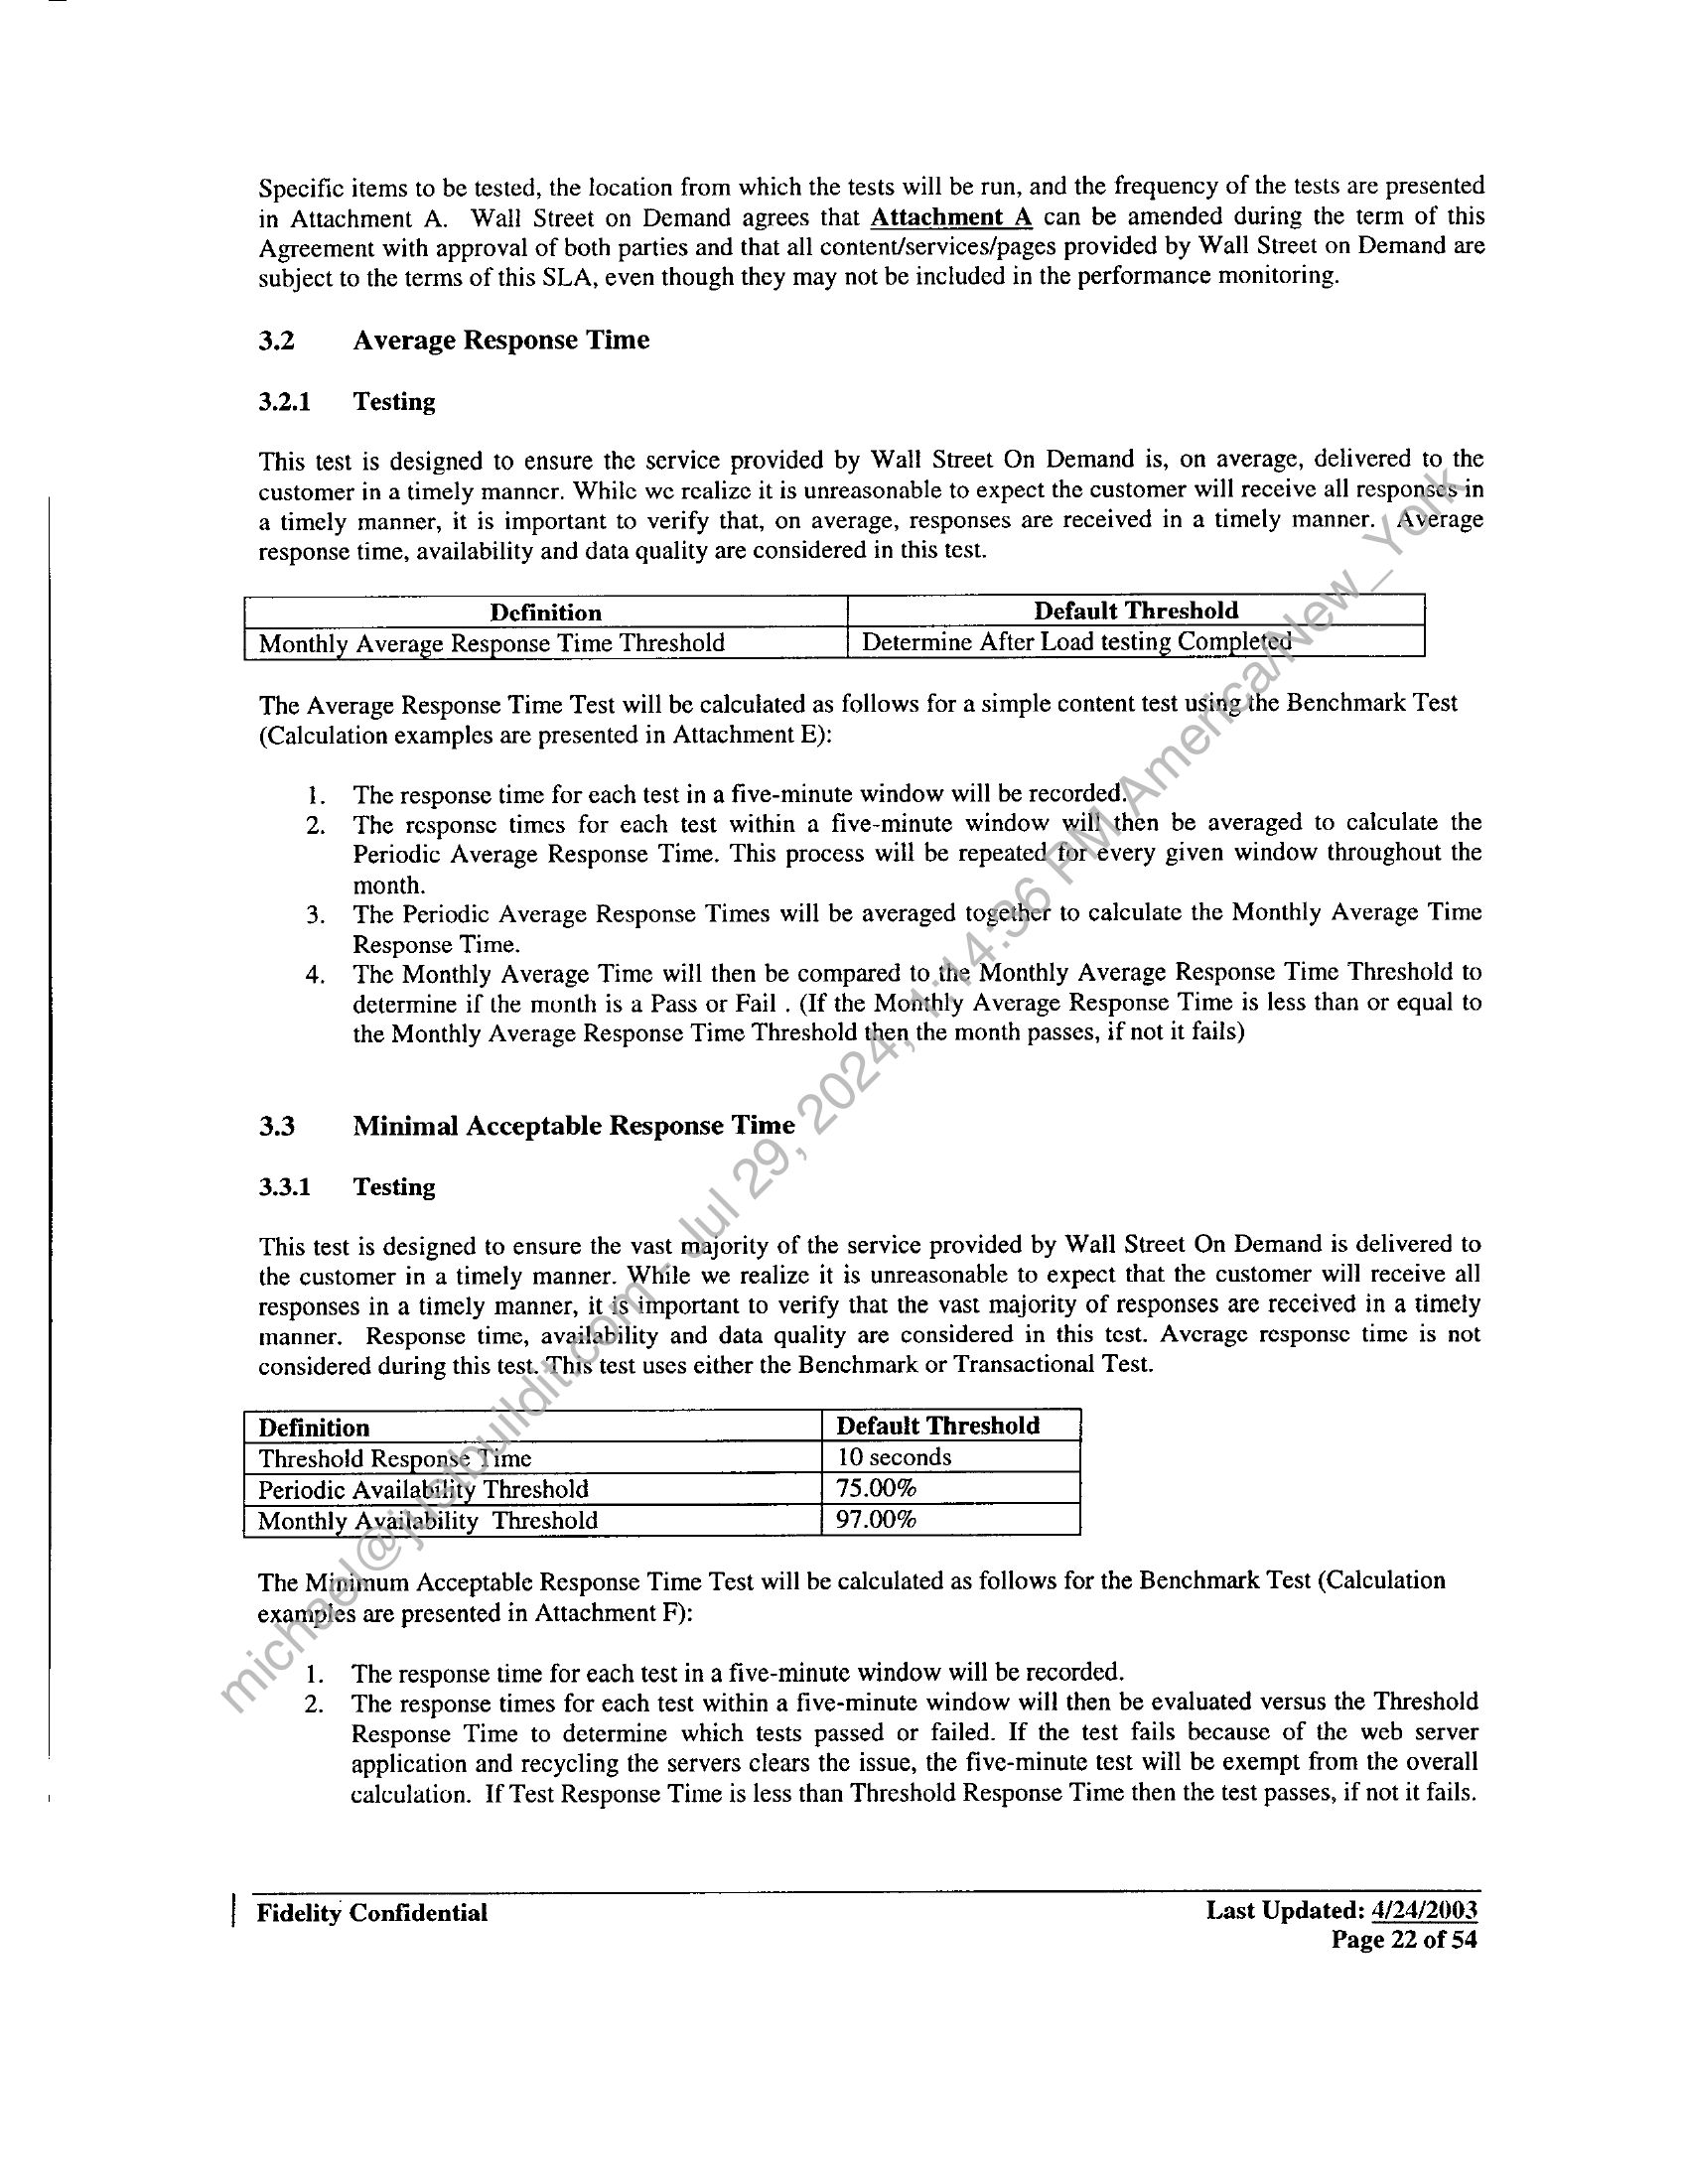 Specific items to be tested, the location from which the tests will be run, and the frequency of the tests are presented
in Attachment A. Wall Street on Demand agrees that Attachment A can be amended during the term of this
Agreement with approval of both parties and that all content/services/pages provided by Wall Street on Demand are
subject to the terms of this SLA, even though they may not be included in the performance monitoring.
3.2 Average Response Time
3.2.1 Testing
This test is designed to ensure the service provided by Wall Street On Demand is, on average, delivered to the
customer in a timely manner. While we realize it is unreasonable to expect the customer will receive all responses in
a timely manner, it is important to verify that, on average, responses are received in a timely manner. Average
response time, availability and data quality are considered in this test.
Definition Default Threshold
Monthly Average Response Time Threshold Determine After Load testing Completed
The Average Response Time Test will be calculated as follows for a simple content test using the Benchmark Test
(Calculation examples are presented in Attachment E):
1. The response time for each test in a five-minute window will be recorded.
2. The response times for each test within a five-minute window will then be averaged to calculate the
Periodic Average Response Time. This process will be repeated for every given window throughout the
month.
3. The Periodic Average Response Times will be averaged together to calculate the Monthly Average Time
Response Time.
4. The Monthly Average Time will then be compared to the Monthly Average Response Time Threshold to
determine if the month is a Pass or Fail . (If the Monthly Average Response Time is less than or equal to
the Monthly Average Response Time Threshold then the month passes, if not it fails)
3.3 Minimal Acceptable Response Time
3.3.1 Testing
This test is designed to ensure the vast majority of the service provided by Wall Street On Demand is delivered to
the customer in a timely manner. While we realize it is unreasonable to expect that the customer will receive all
responses in a timely manner, it is important to verify that the vast majority of responses are received in a timely
manner. Response time, availability and data quality are considered in this test. Average response time is not
considered during this test. This test uses either the Benchmark or Transactional Test.
Definition Default Threshold
Threshold Response Time 10 seconds
Periodic Availability Threshold 75.00%
Monthly Availability Threshold 97.00%
The Minimum Acceptable Response Time Test will be calculated as follows for the Benchmark Test (Calculation
examples are presented in Attachment F):
1. The response time for each test in a five-minute window will be recorded.
2. The response times for each test within a five-minute window will then be evaluated versus the Threshold
Response Time to determine which tests passed or failed. If the test fails because of the web server
application and recycling the servers clears the issue, the five-minute test will be exempt from the overall
calculation. If Test Response Time is less than Threshold Response Time then the test passes, if not it fails.
Fidelity Confidential Last Updated: 4/24/2003
Page 22 of 54
michael@justbuildit.com - Jul 29, 2024, 1:14:36 PM America/New_York